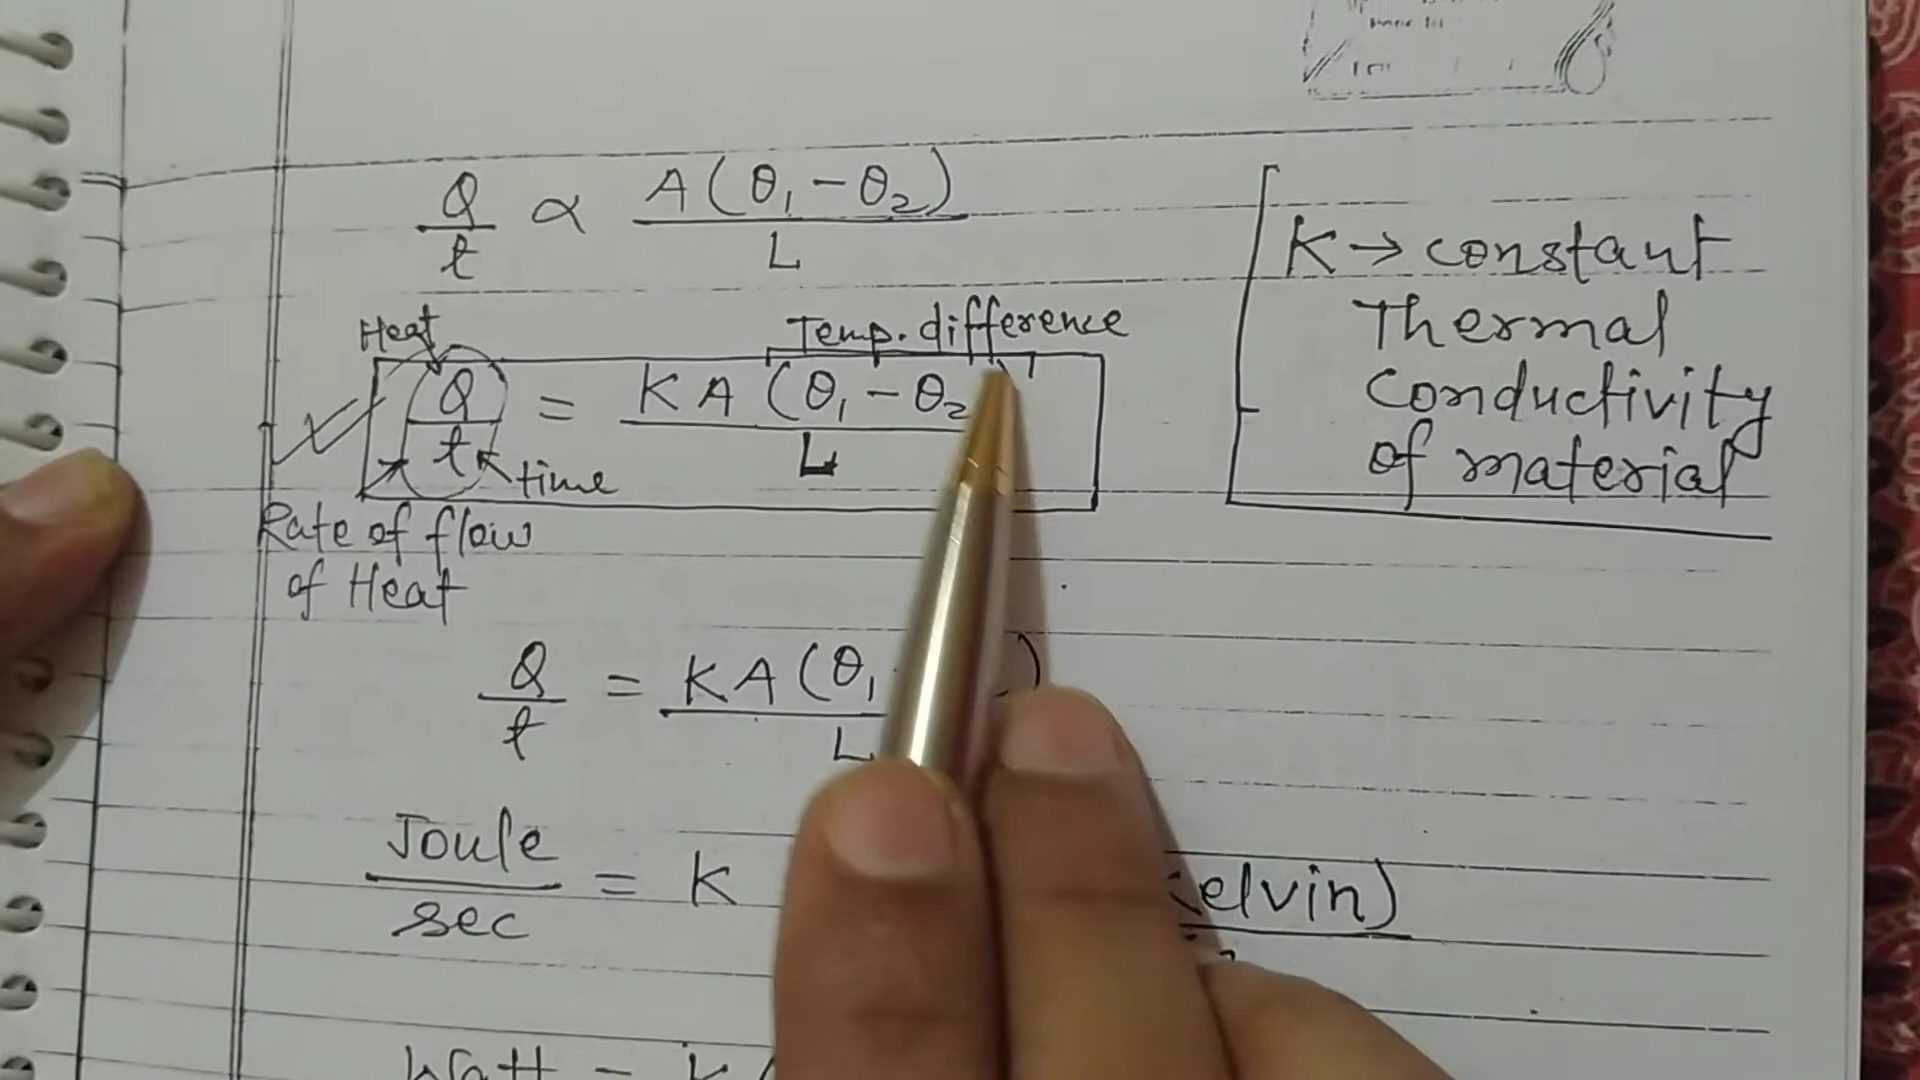 Q/t ∝ A(θ₁ - θ₂)/L
Heat
Temp. difference
Q/t = KA(θ₁ - θ₂)/L
time
Rate of flow
of Heat
K → constant
Thermal
Conductivity
of material
Q/t = KA(θ₁ )/L
Joule/sec = K elvin)
Watt = K